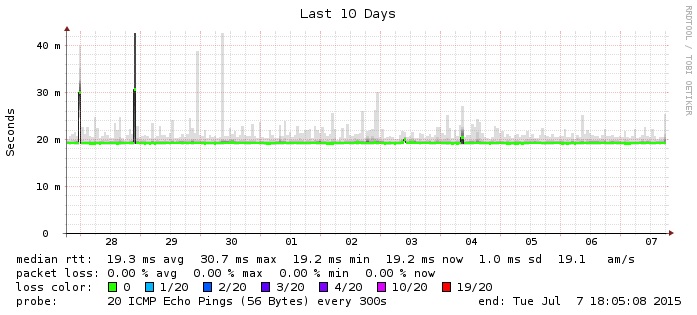 Last 10 Days
RRDTOOL / TOBI OETIKER
Seconds
40 m
30 m
20 m
10 m
0
28 29 30 01 02 03 04 05 06 07
median rtt: 19.3 ms avg 30.7 ms max 19.2 ms min 19.2 ms now 1.0 ms sd 19.1 am/s
packet loss: 0.00 % avg 0.00 % max 0.00 % min 0.00 % now
loss color: 0 1/20 2/20 3/20 4/20 10/20 19/20
probe: 20 ICMP Echo Pings (56 Bytes) every 300s end: Tue Jul 7 18:05:08 2015